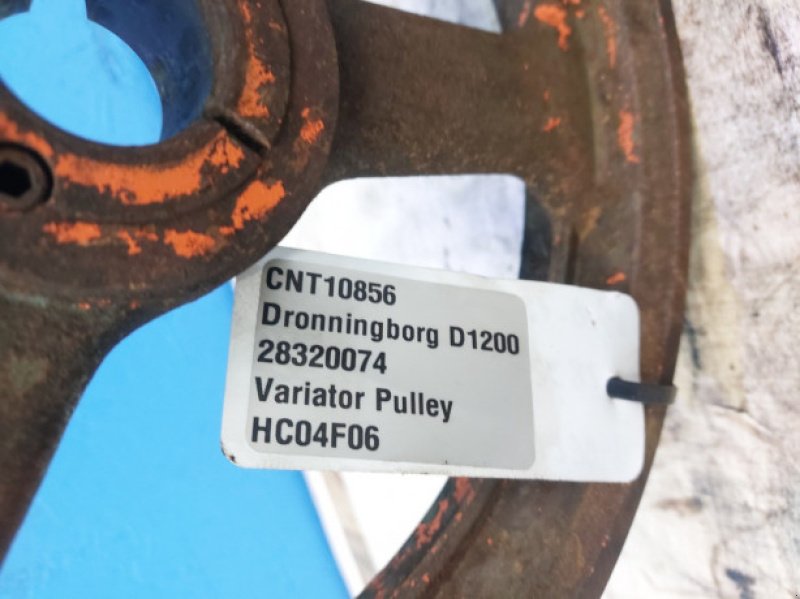 CNT10856
Dronningborg D1200
28320074
Variator Pulley
HC04F06